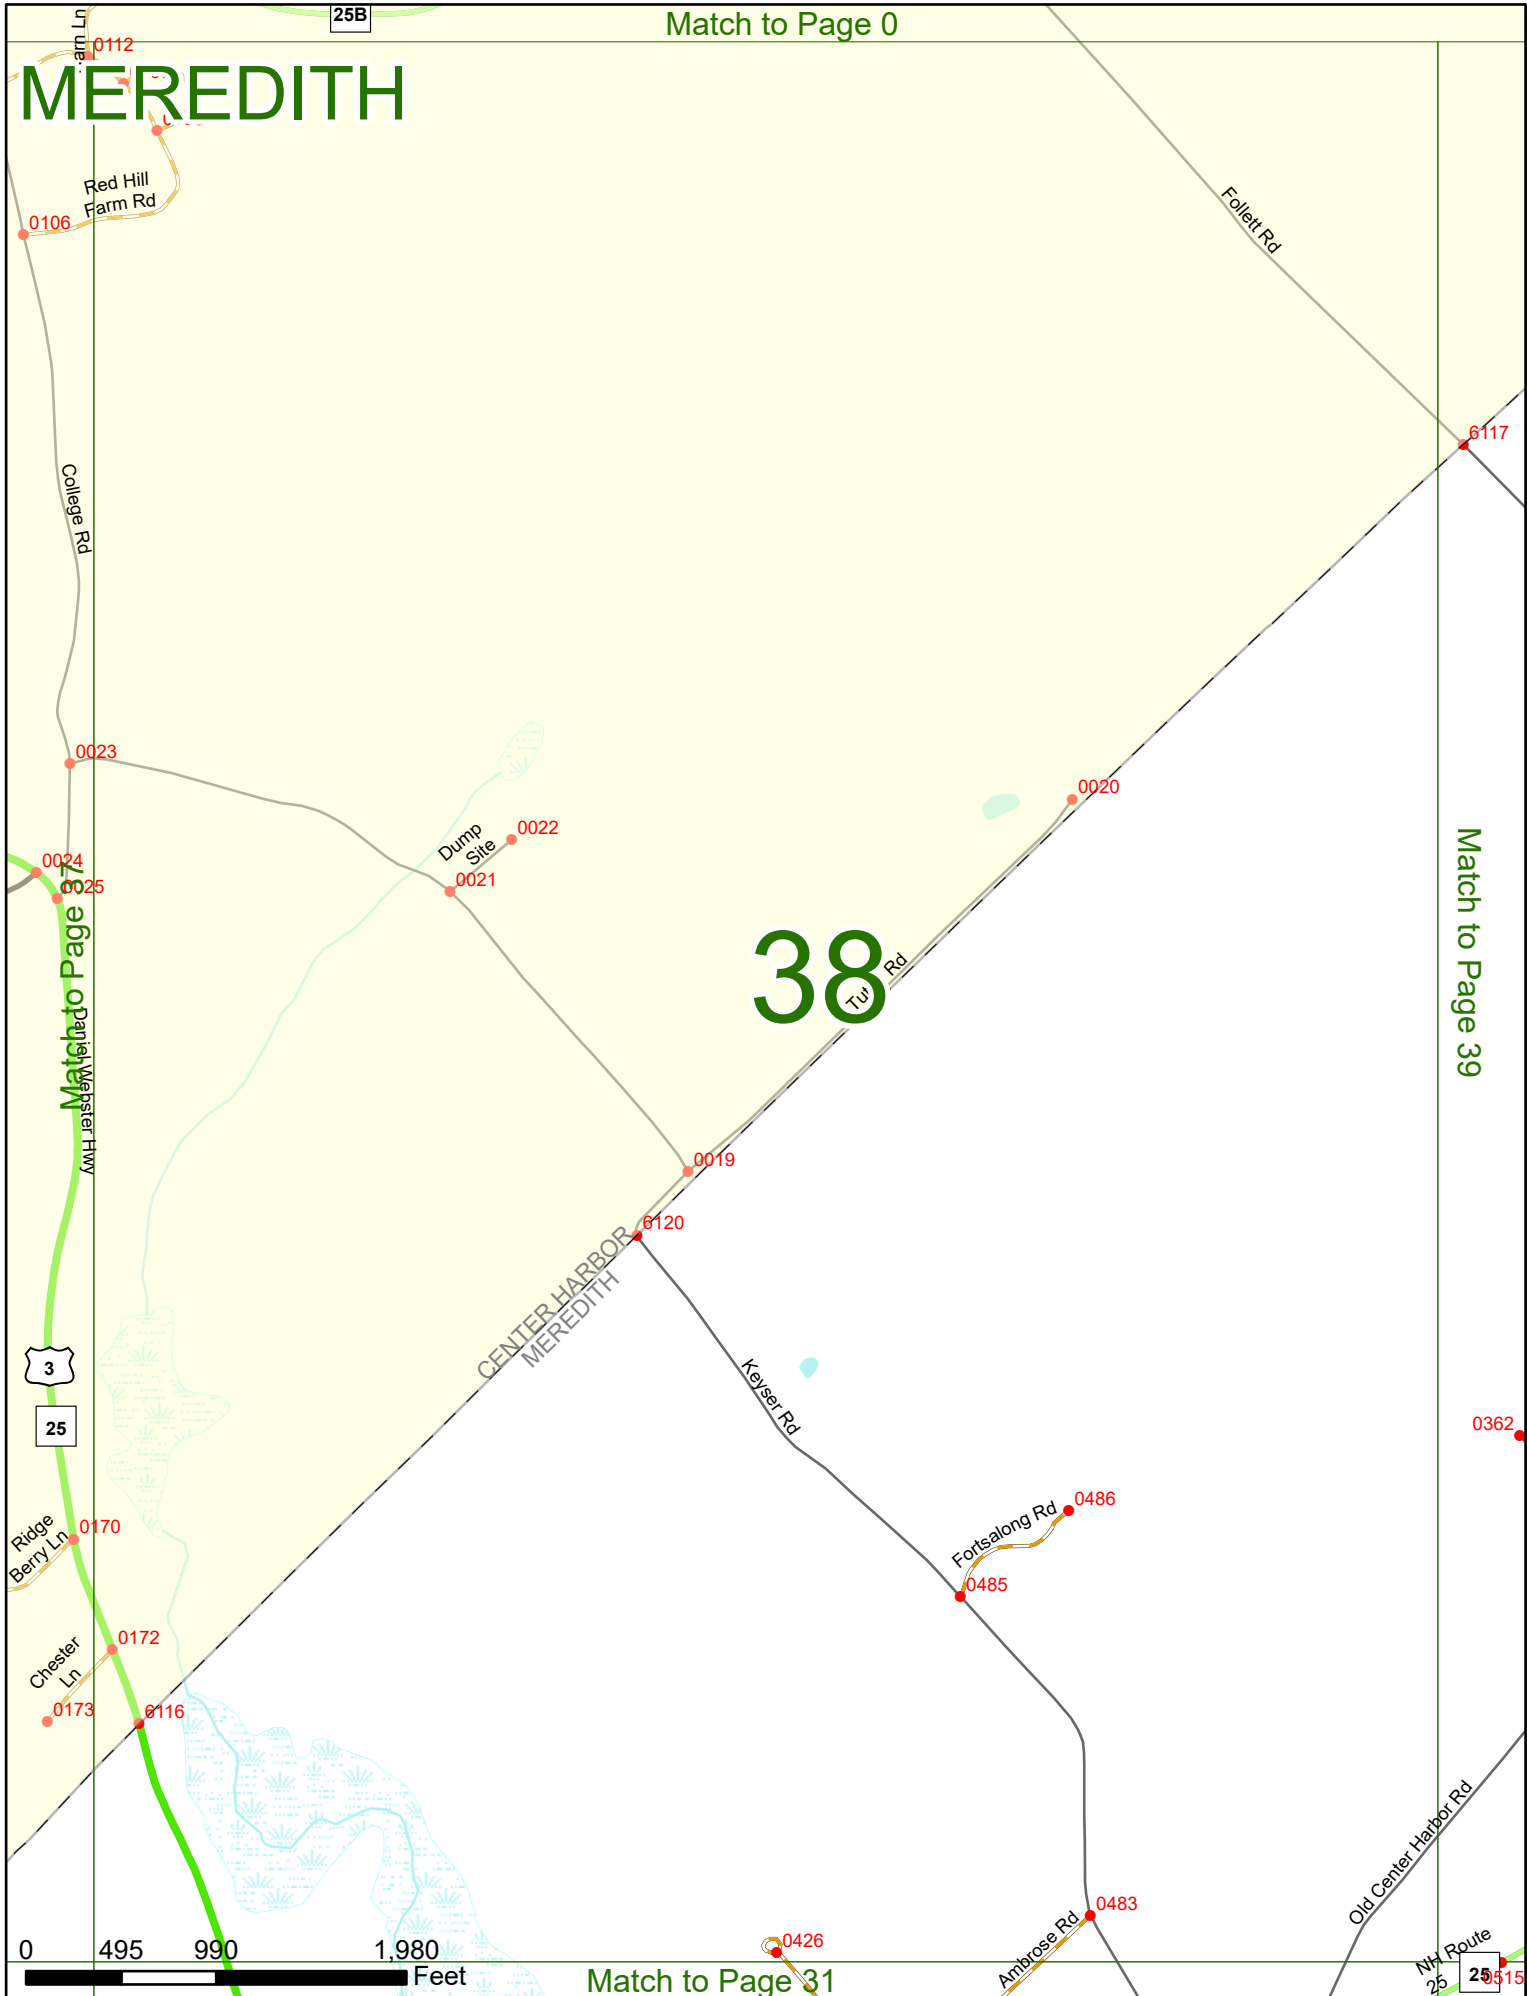 25B
Match to Page 0
0112
MEREDITH
Red Hill
Farm Rd
0106
Follett Rd
6117
College Rd
0023
0020
0022
Dump
Site
0024
0021
0025
Match to Page 37
Match to Page 39
38
Rd
Daniel Webster Hwy
0019
6120
CENTER HARBOR
MEREDITH
3
Keyser Rd
25
0362
0486
Fortsalong Rd
0170
Ridge
Berry Ln
0485
0172
Chester
Ln
0173
6116
Old Center Harbor Rd
0483
0426
Ambrose Rd
NH Route
25
25
0515
0 495 990 1,980
Feet
Match to Page 31